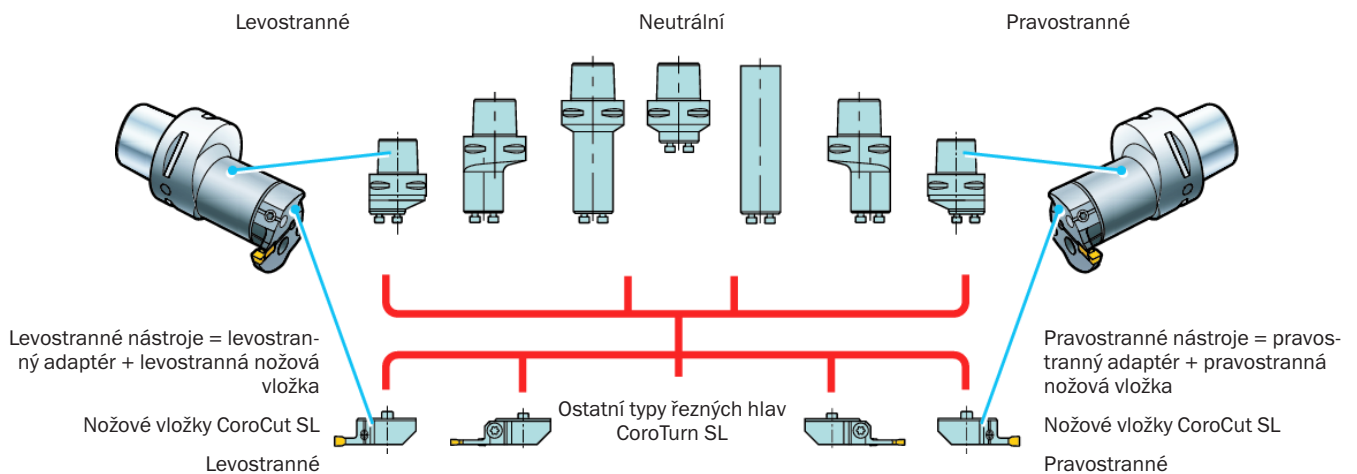 Levostranné
Neutrální
Pravostranné
Levostranné nástroje = levostran-
ný adaptér + levostranná nožová
vložka
Pravostranné nástroje = pravos-
tranný adaptér + pravostranná
nožová vložka
Nožové vložky CoroCut SL
Levostranné
Ostatní typy řezných hlav
CoroTurn SL
Nožové vložky CoroCut SL
Pravostranné